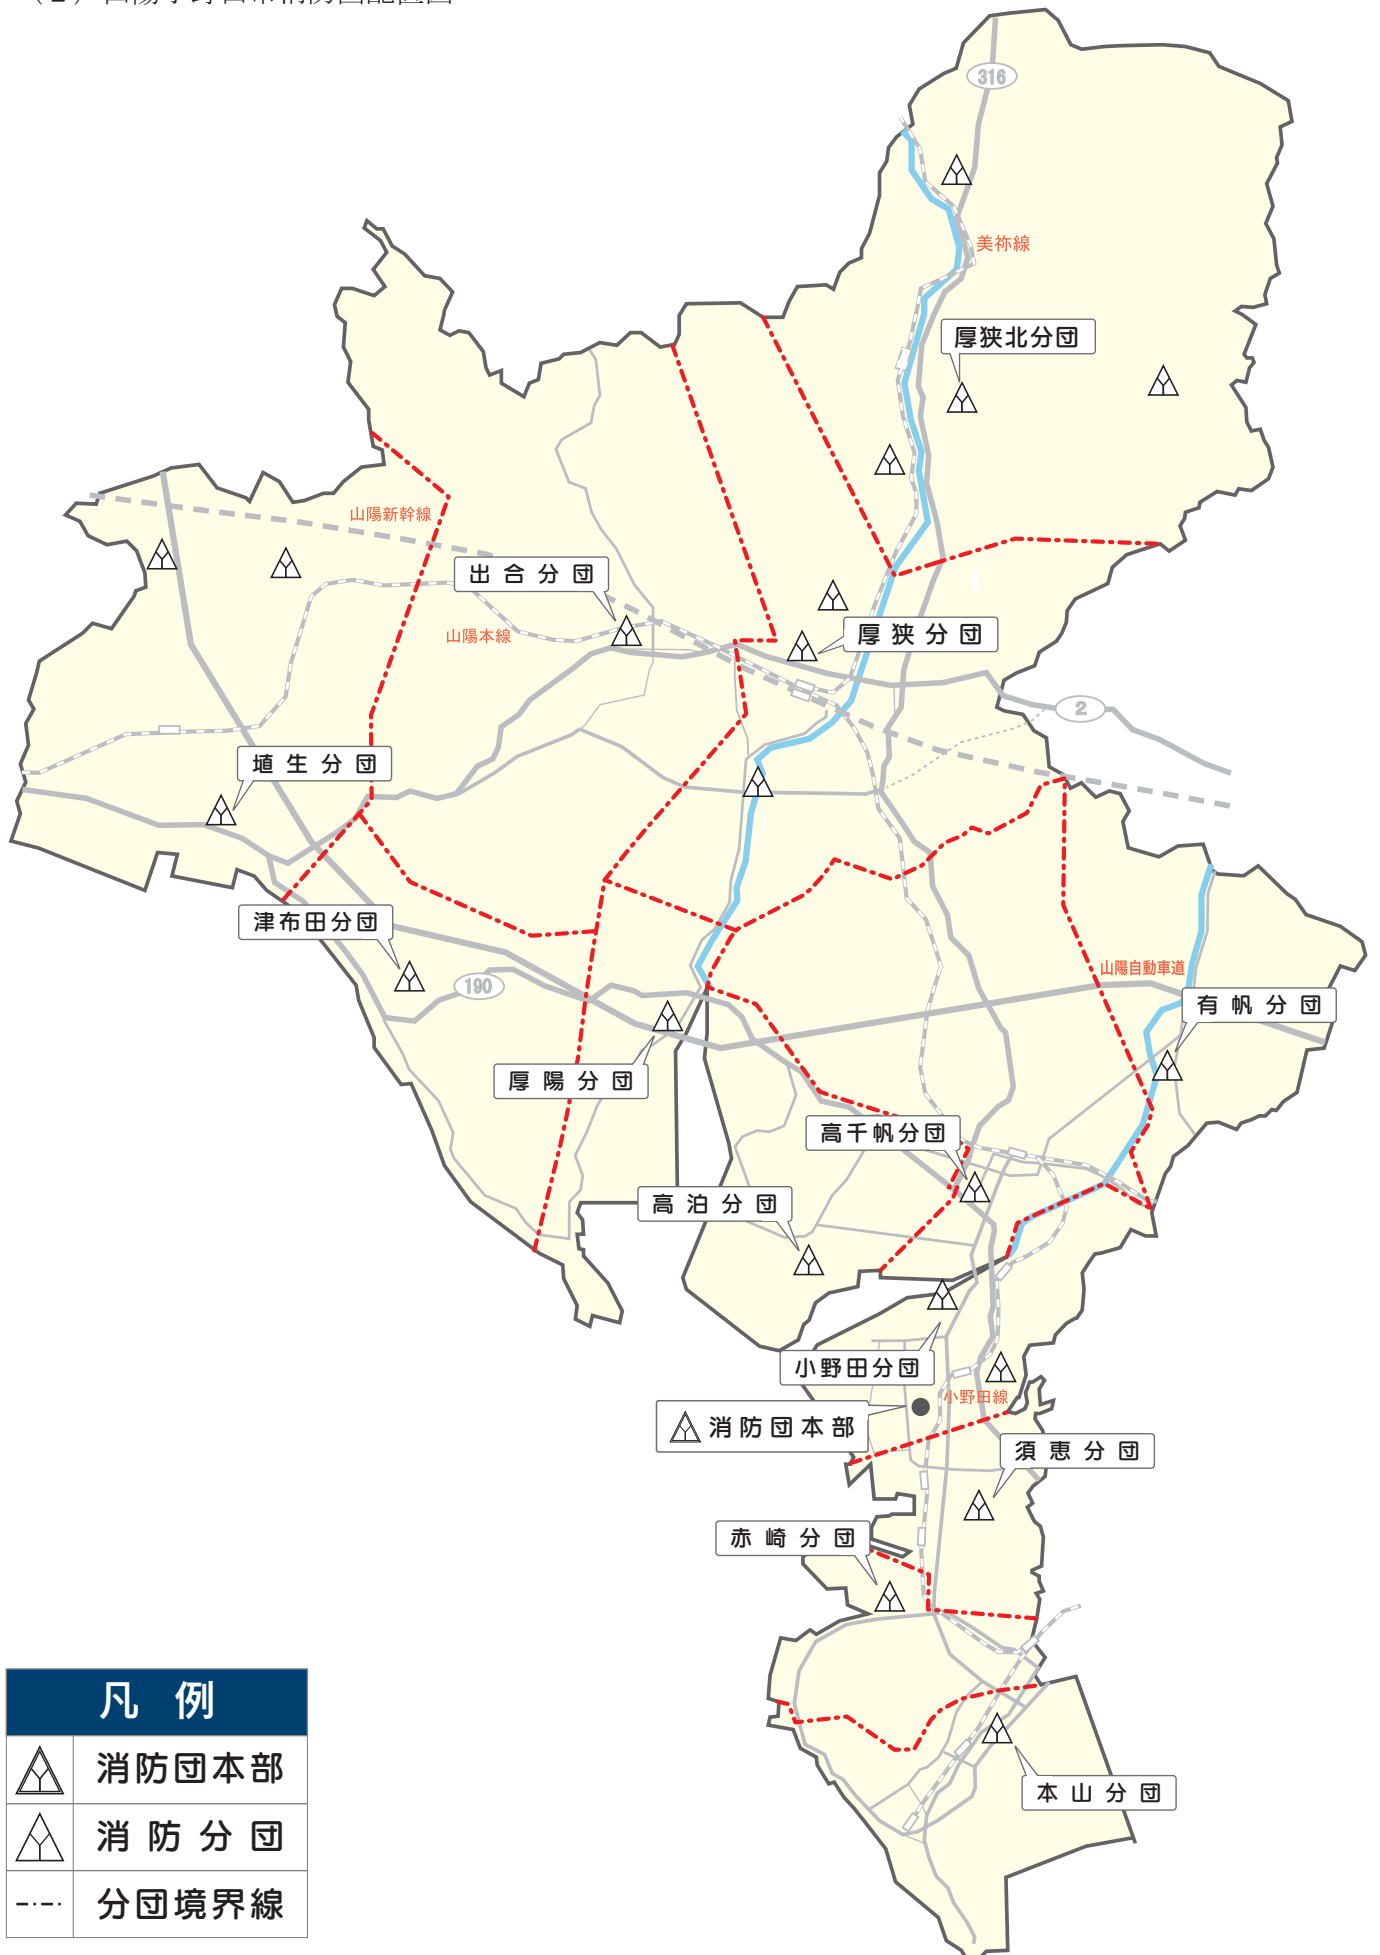 316
美祢線
厚狭北分団
山陽新幹線
出合分団
山陽本線
厚狭分団
2
埴生分団
津布田分団
山陽自動車道
190
有帆分団
厚陽分団
高千帆分団
高泊分団
小野田分団
小野田線
消防団本部
須恵分団
赤崎分団
本山分団
凡例
消防団本部
消防分団
分団境界線